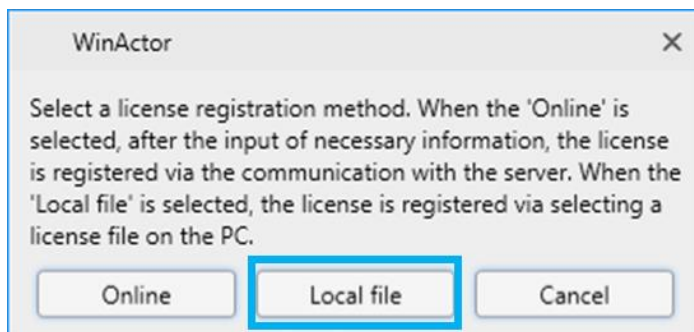 WinActor
Select a license registration method. When the 'Online' is
selected, after the input of necessary information, the license
is registered via the communication with the server. When the
'Local file' is selected, the license is registered via selecting a
license file on the PC.
Online Local file Cancel